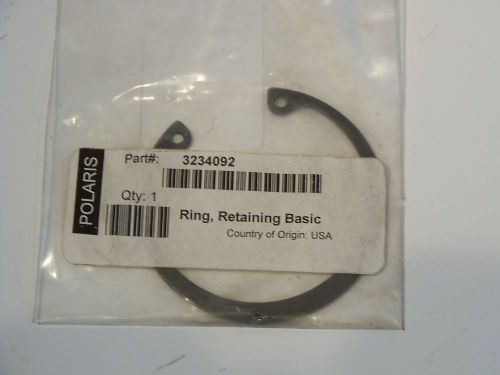 POLARIS
Part#: 3234092
Qty: 1
Ring, Retaining Basic
Country of Origin: USA